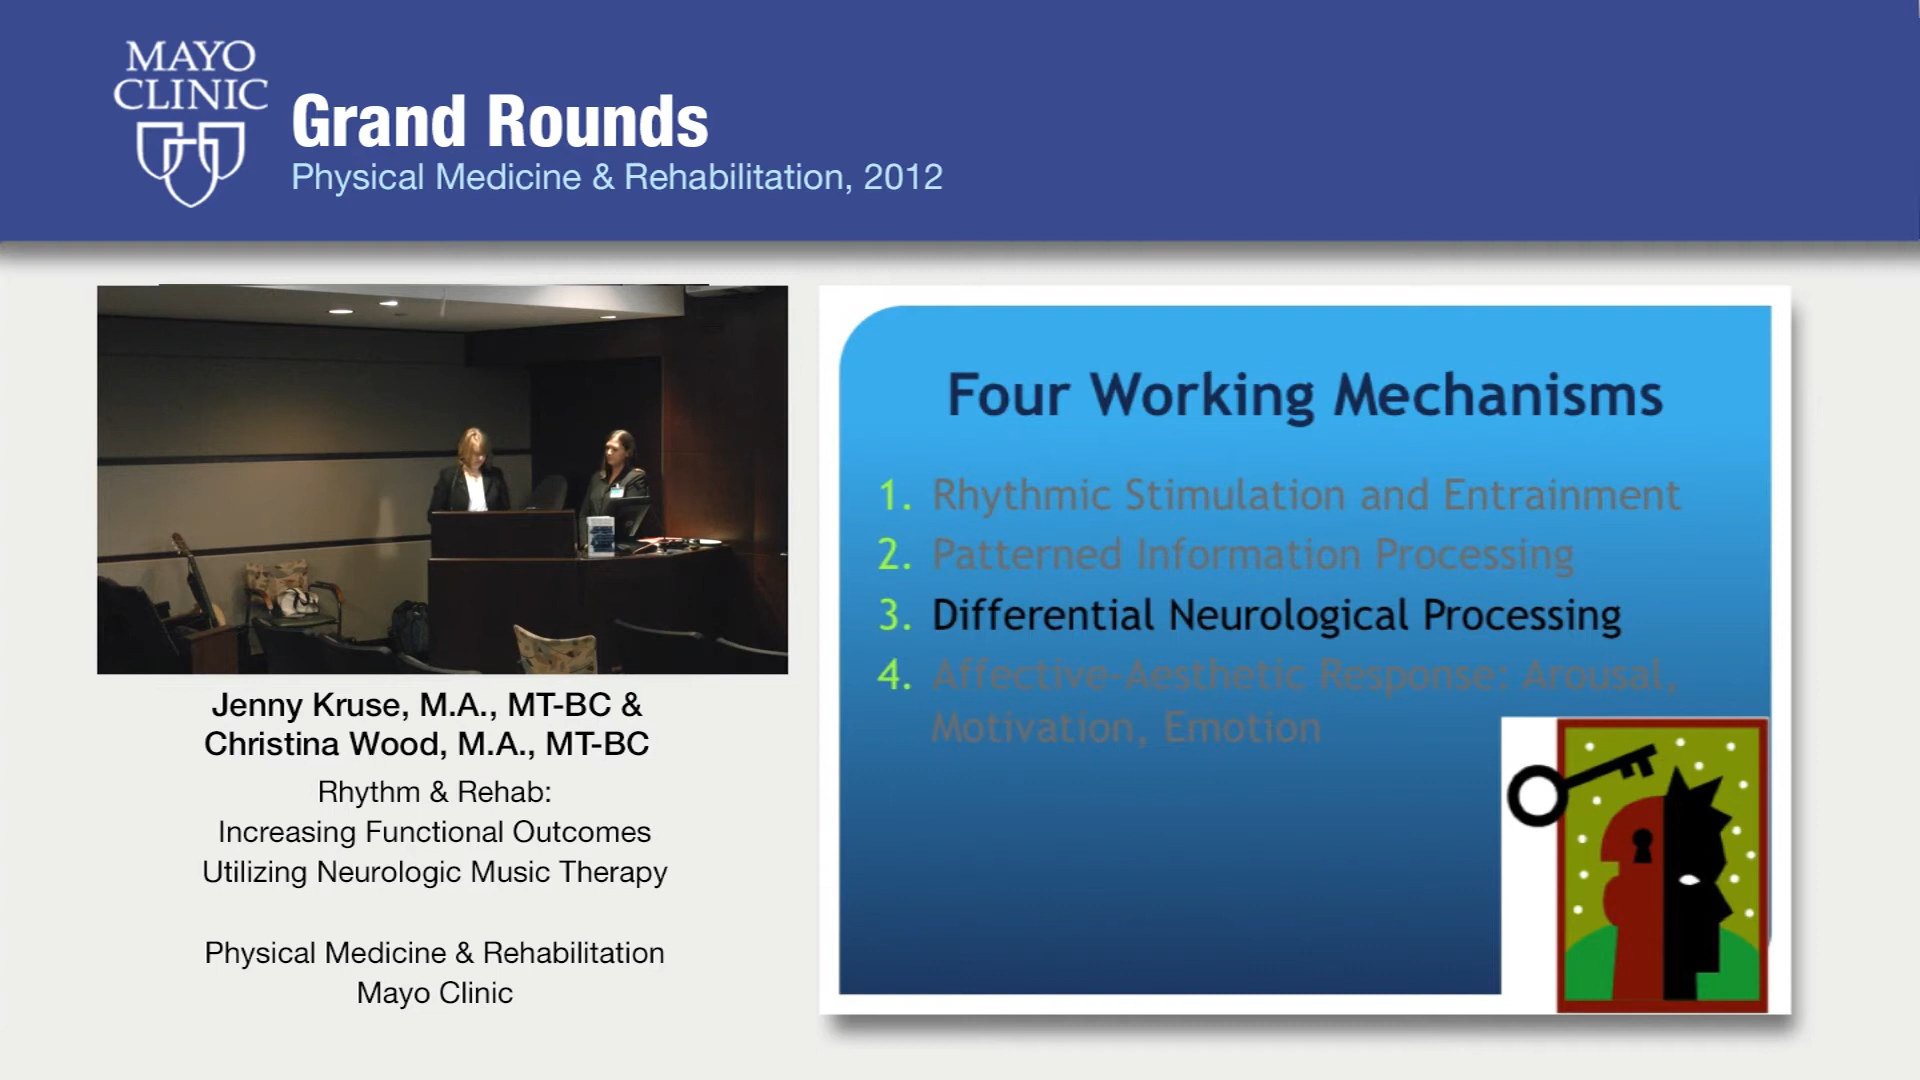 MAYO
CLINIC
Grand Rounds
Physical Medicine & Rehabilitation, 2012
Jenny Kruse, M.A., MT-BC &
Christina Wood, M.A., MT-BC
Rhythm & Rehab:
Increasing Functional Outcomes
Utilizing Neurologic Music Therapy
Physical Medicine & Rehabilitation
Mayo Clinic
Four Working Mechanisms
1. Rhythmic Stimulation and Entrainment
2. Patterned Information Processing
3. Differential Neurological Processing
4. Affective-Aesthetic Response: Arousal,
Motivation, Emotion